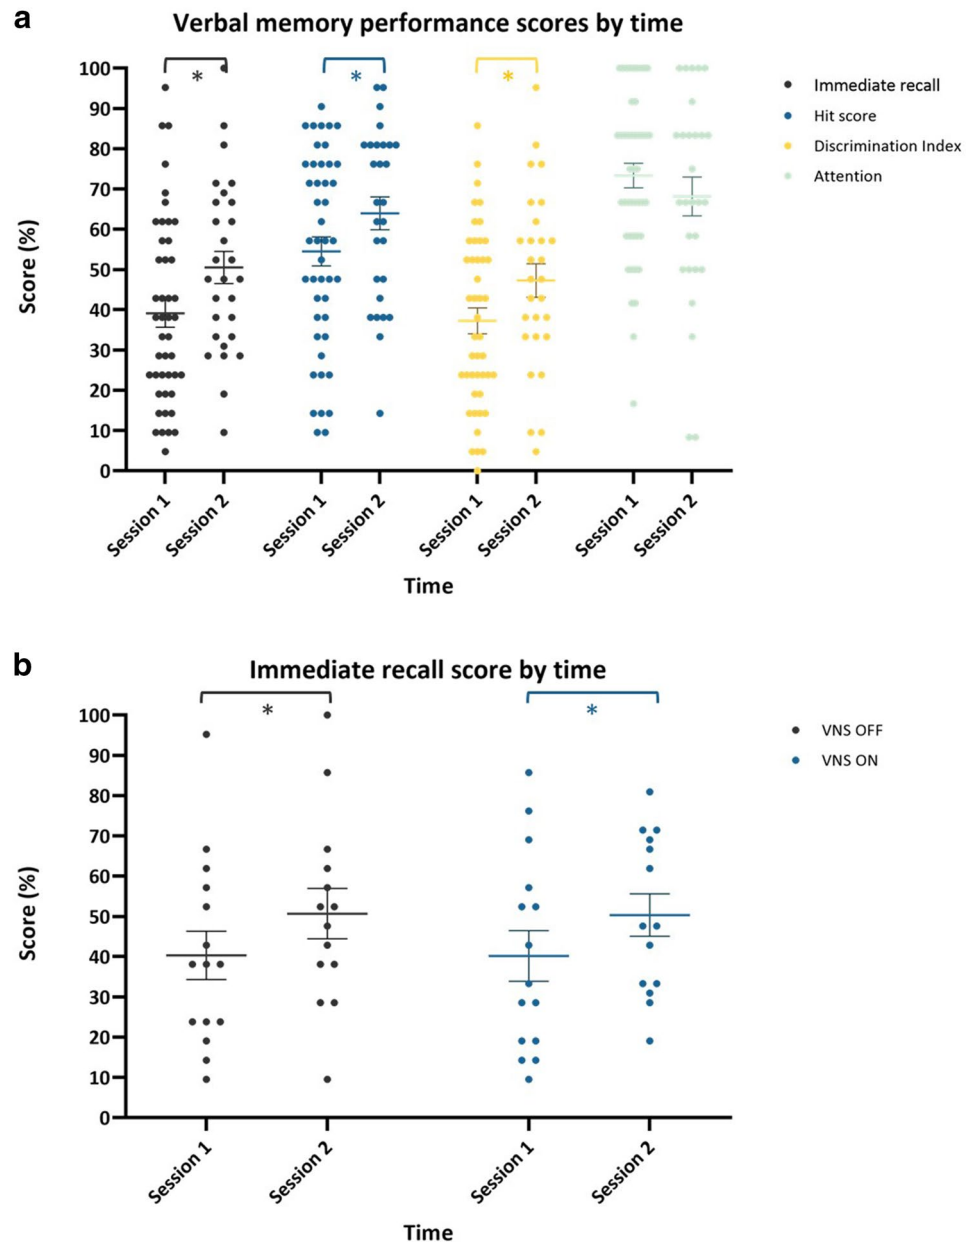 a
Verbal memory performance scores by time
* * *
100
90
80
70
60
50
40
30
20
10
0
Score (%)
Session 1
Session 2
Session 1
Session 2
Session 1
Session 2
Session 1
Session 2
Time
Immediate recall
Hit score
Discrimination Index
Attention
b
Immediate recall score by time
* *
100
90
80
70
60
50
40
30
20
10
0
Score (%)
Session 1
Session 2
Session 1
Session 2
Time
VNS OFF
VNS ON